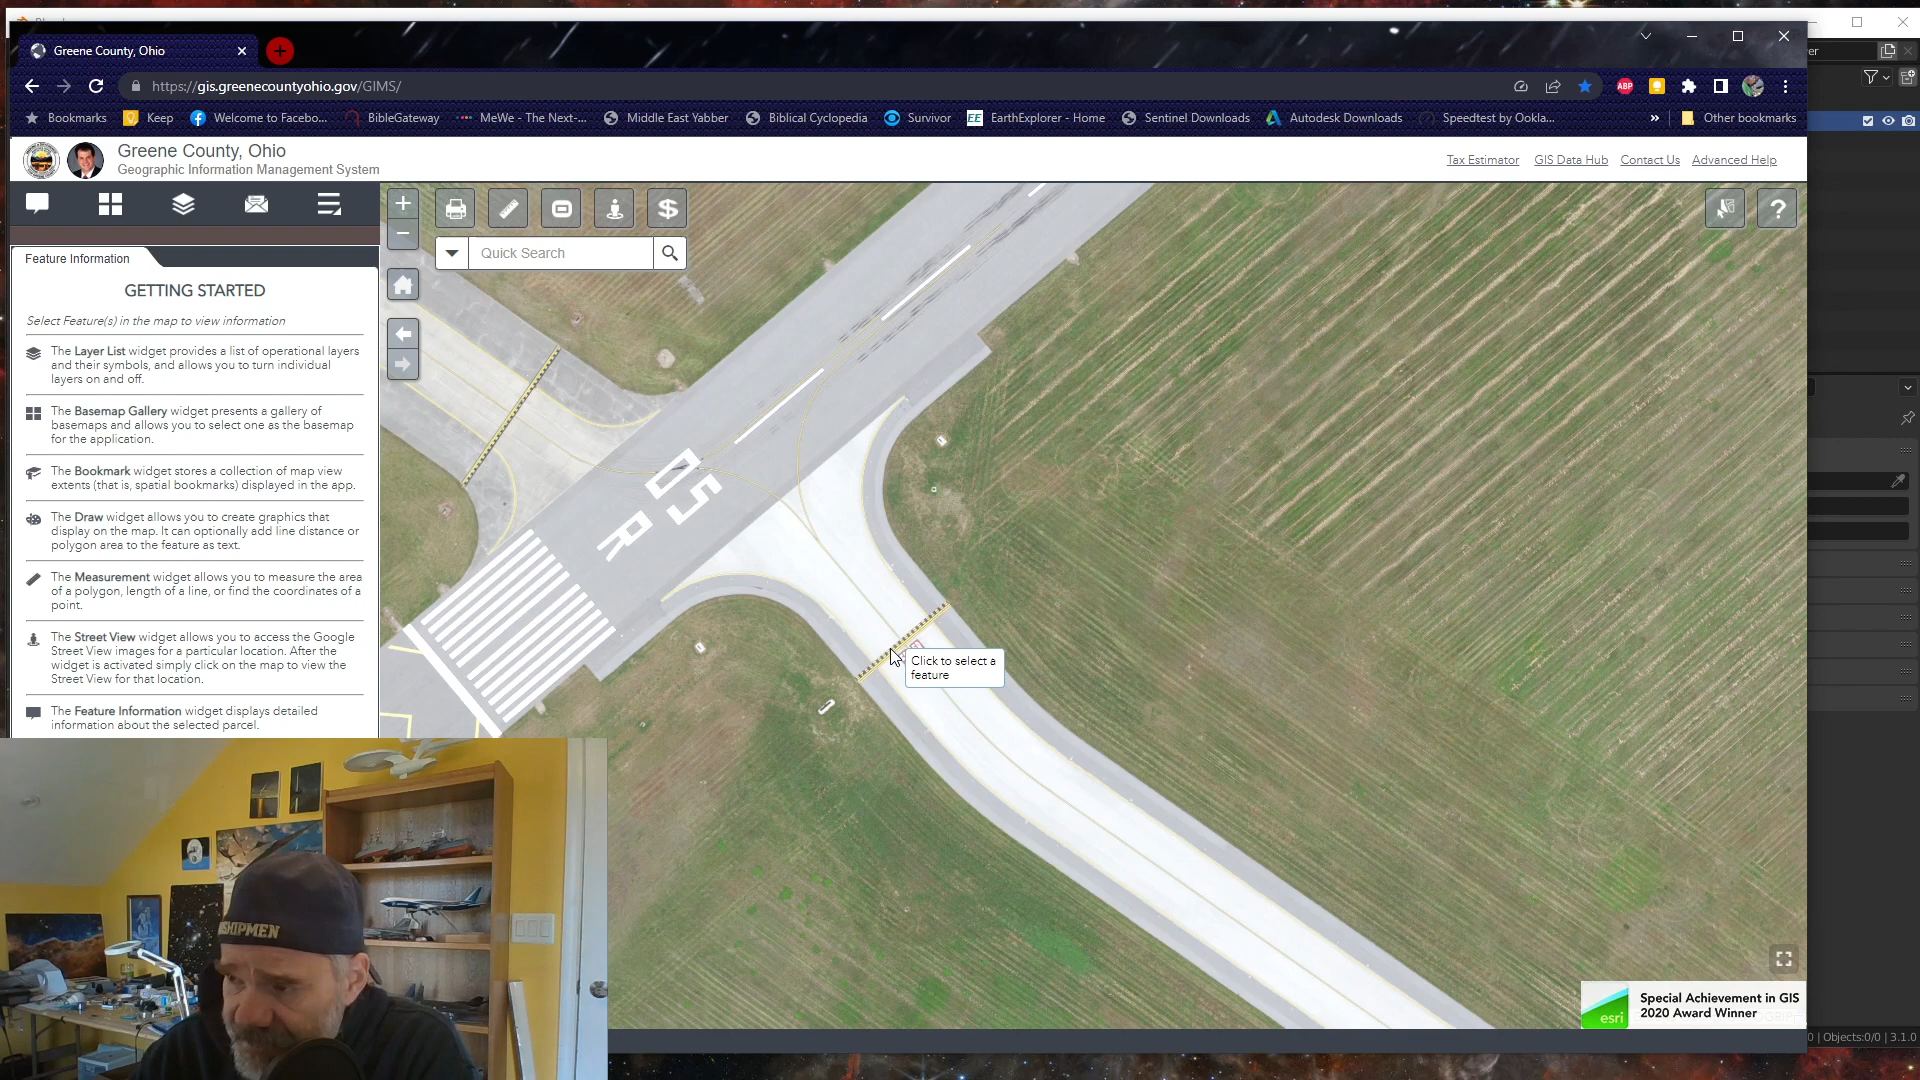 Greene County, Ohio
https://gis.greenecountyohio.gov/GIMS/
ABP
Bookmarks
Keep
Welcome to Facebo...
BibleGateway
MeWe - The Next-...
Middle East Yabber
Biblical Cyclopedia
Survivor
EE EarthExplorer - Home
Sentinel Downloads
Autodesk Downloads
Speedtest by Ookla...
»
Other bookmarks
Greene County, Ohio
Geographic Information Management System
Tax Estimator
GIS Data Hub
Contact Us
Advanced Help
Quick Search
Feature Information
GETTING STARTED
Select Feature(s) in the map to view information
The Layer List widget provides a list of operational layers
and their symbols, and allows you to turn individual
layers on and off.
The Basemap Gallery widget presents a gallery of
basemaps and allows you to select one as the basemap
for the application.
The Bookmark widget stores a collection of map view
extents (that is, spatial bookmarks) displayed in the app.
The Draw widget allows you to create graphics that
display on the map. It can optionally add line distance or
polygon area to the feature as text.
The Measurement widget allows you to measure the area
of a polygon, length of a line, or find the coordinates of a
point.
The Street View widget allows you to access the Google
Street View images for a particular location. After the
widget is activated simply click on the map to view the
Street View for that location.
The Feature Information widget displays detailed
information about the selected parcel.
05
R
Click to select a
feature
esri
Special Achievement in GIS
2020 Award Winner
0 | Objects:0/0 | 3.1.0